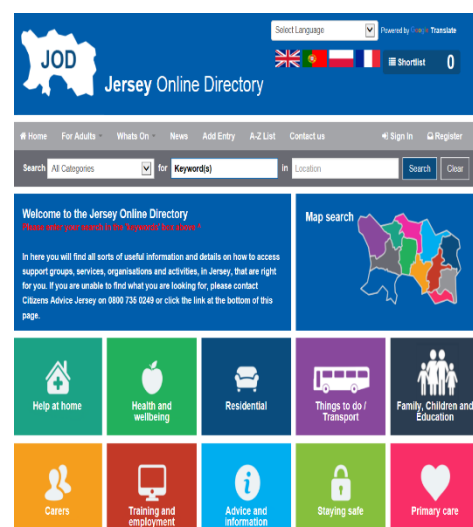 Select Language
Powered by Google Translate
JOD
Jersey Online Directory
Shortlist 0
Home For Adults Whats On News Add Entry A-Z List Contact us Sign In Register
Search All Categories for Keyword(s) in Location Search Clear
Welcome to the Jersey Online Directory
Please enter your search in the 'keywords' box above *
In here you will find all sorts of useful information and details on how to access
support groups, services, organisations and activities, in Jersey, that are right
for you. If you are unable to find what you are looking for, please contact
Citizens Advice Jersey on 0800 735 0249 or click the link at the bottom of this
page.
Map search
Help at home
Health and
wellbeing
Residential
Things to do /
Transport
Family, Children and
Education
Carers
Training and
employment
Advice and
information
Staying safe
Primary care